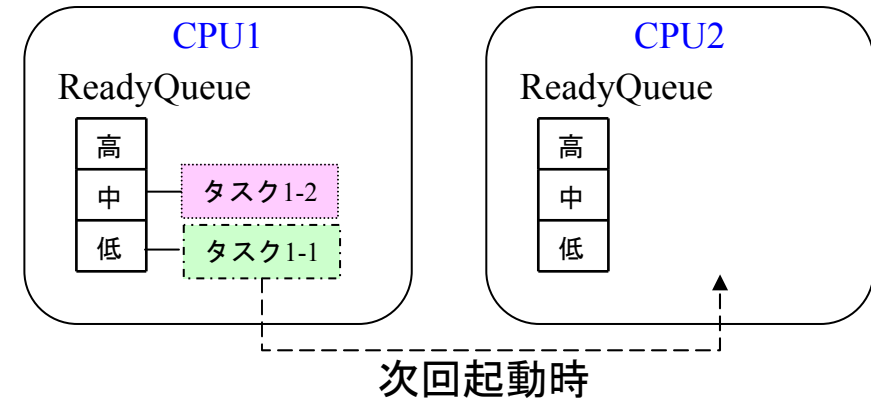 CPU1
ReadyQueue
高
中
低
タスク1-2
タスク1-1
CPU2
ReadyQueue
高
中
低
次回起動時